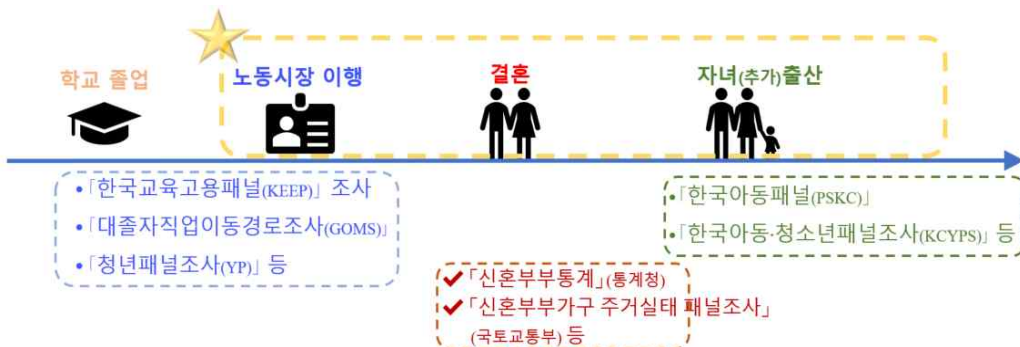 학교 졸업
노동시장 이행
결혼
자녀(추가)출산
•「한국교육고용패널(KEEP)」 조사
•「대졸자직업이동경로조사(GOMS)」
•「청년패널조사(YP)」 등
✔「신혼부부통계」(통계청)
✔「신혼부부가구 주거실태 패널조사」
(국토교통부) 등
•「한국아동패널(PSKC)」
•「한국아동·청소년패널조사(KCYPS)」 등